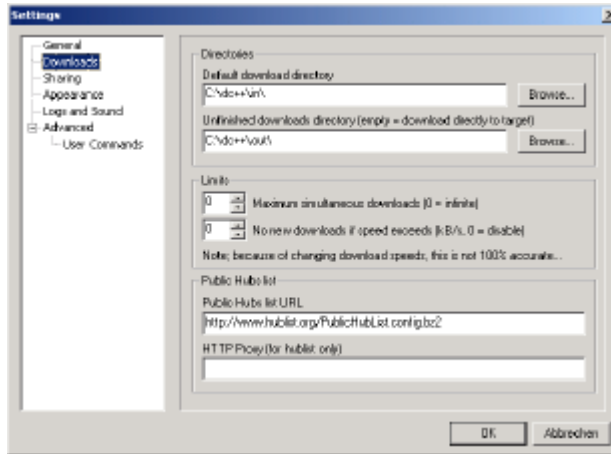 Settings
General
Downloads
Sharing
Appearance
Logs and Sound
Advanced
User Commands
Directories
Default download directory
C:\dc++\in\
Browse...
Unfinished downloads directory (empty = download directly to target)
C:\dc++\out\
Browse...
Limits
0 Maximum simultaneous downloads (0 = infinite)
0 No new downloads if speed exceeds (kB/s, 0 = disable)
Note; because of changing download speeds, this is not 100% accurate...
Public Hubs list
Public Hubs list URL
http://www.hublist.org/PublicHubList.config.bz2
HTTP Proxy (for hublist only)
OK
Abbrechen